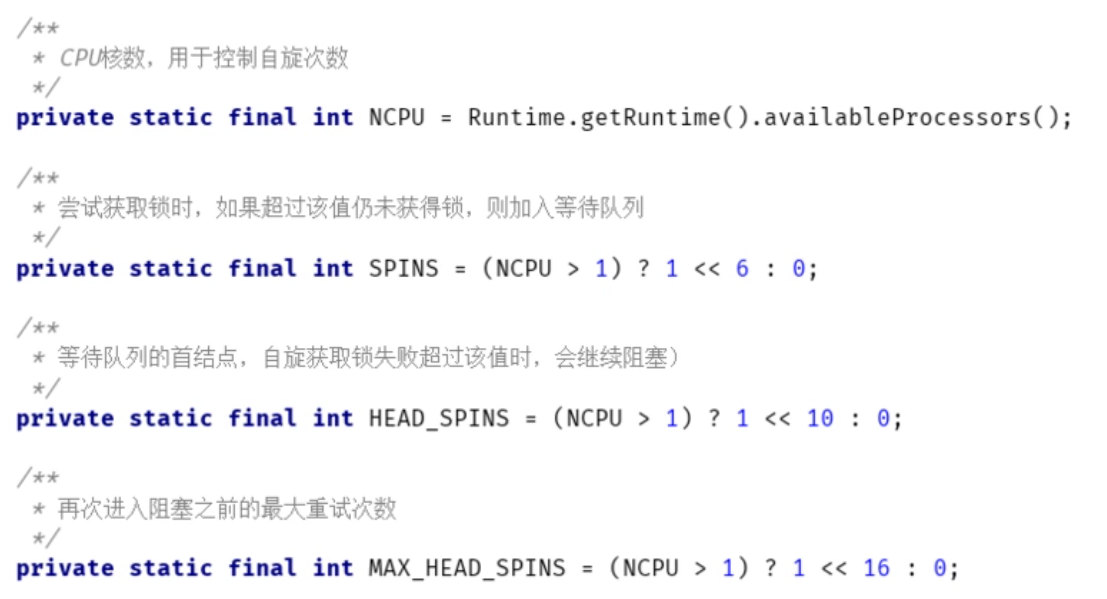 /**
 * CPU核数，用于控制自旋次数
 */
private static final int NCPU = Runtime.getRuntime().availableProcessors();
/**
 * 尝试获取锁时，如果超过该值仍未获得锁，则加入等待队列
 */
private static final int SPINS = (NCPU > 1) ? 1 << 6 : 0;
/**
 * 等待队列的首结点，自旋获取锁失败超过该值时，会继续阻塞）
 */
private static final int HEAD_SPINS = (NCPU > 1) ? 1 << 10 : 0;
/**
 * 再次进入阻塞之前的最大重试次数
 */
private static final int MAX_HEAD_SPINS = (NCPU > 1) ? 1 << 16 : 0;